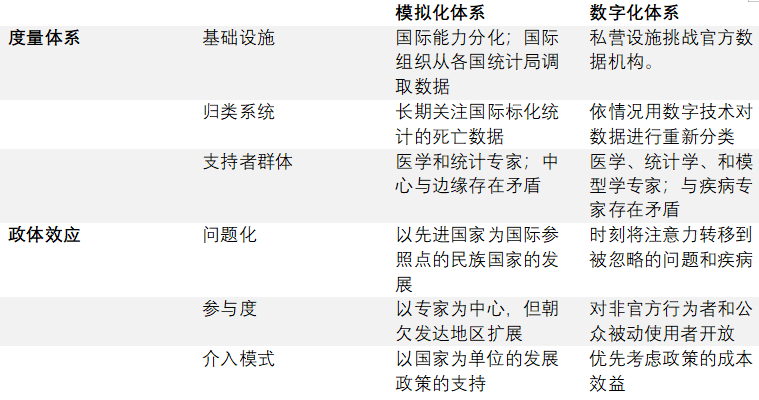 模拟化体系 数字化体系
度量体系 基础设施 国际能力分化；国际 私营设施挑战官方数
组织从各国统计局调 据机构。
取数据
归类系统 长期关注国际标化统 依情况用数字技术对
计的死亡数据 数据进行重新分类
支持者群体 医学和统计专家；中 医学、统计学、和模
心与边缘存在矛盾 型学专家；与疾病专
家存在矛盾
政体效应 问题化 以先进国家为国际参 时刻将注意力转移到
照点的民族国家的发 被忽略的问题和疾病
展
参与度 以专家为中心，但朝 对非官方行为者和公
欠发达地区扩展 众被动使用者开放
介入模式 以国家为单位的发展 优先考虑政策的成本
政策的支持 效益